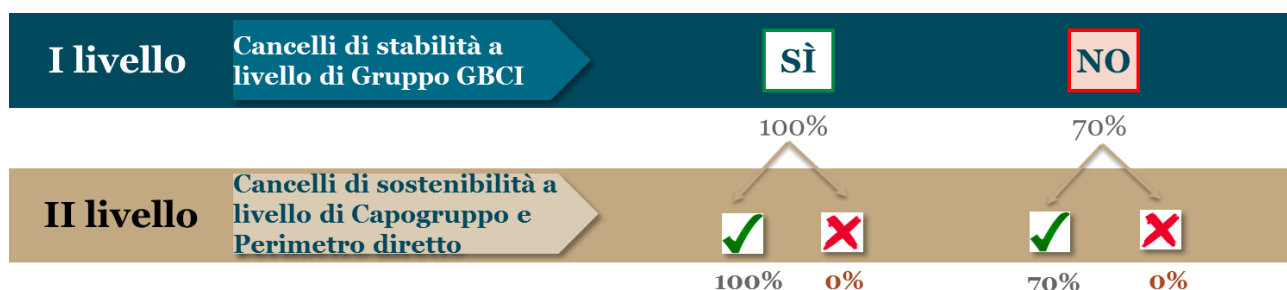 I livello
Cancelli di stabilità a
livello di Gruppo GBCI
SÌ
NO
100%
70%
II livello
Cancelli di sostenibilità a
livello di Capogruppo e
Perimetro diretto
100%
0%
70%
0%